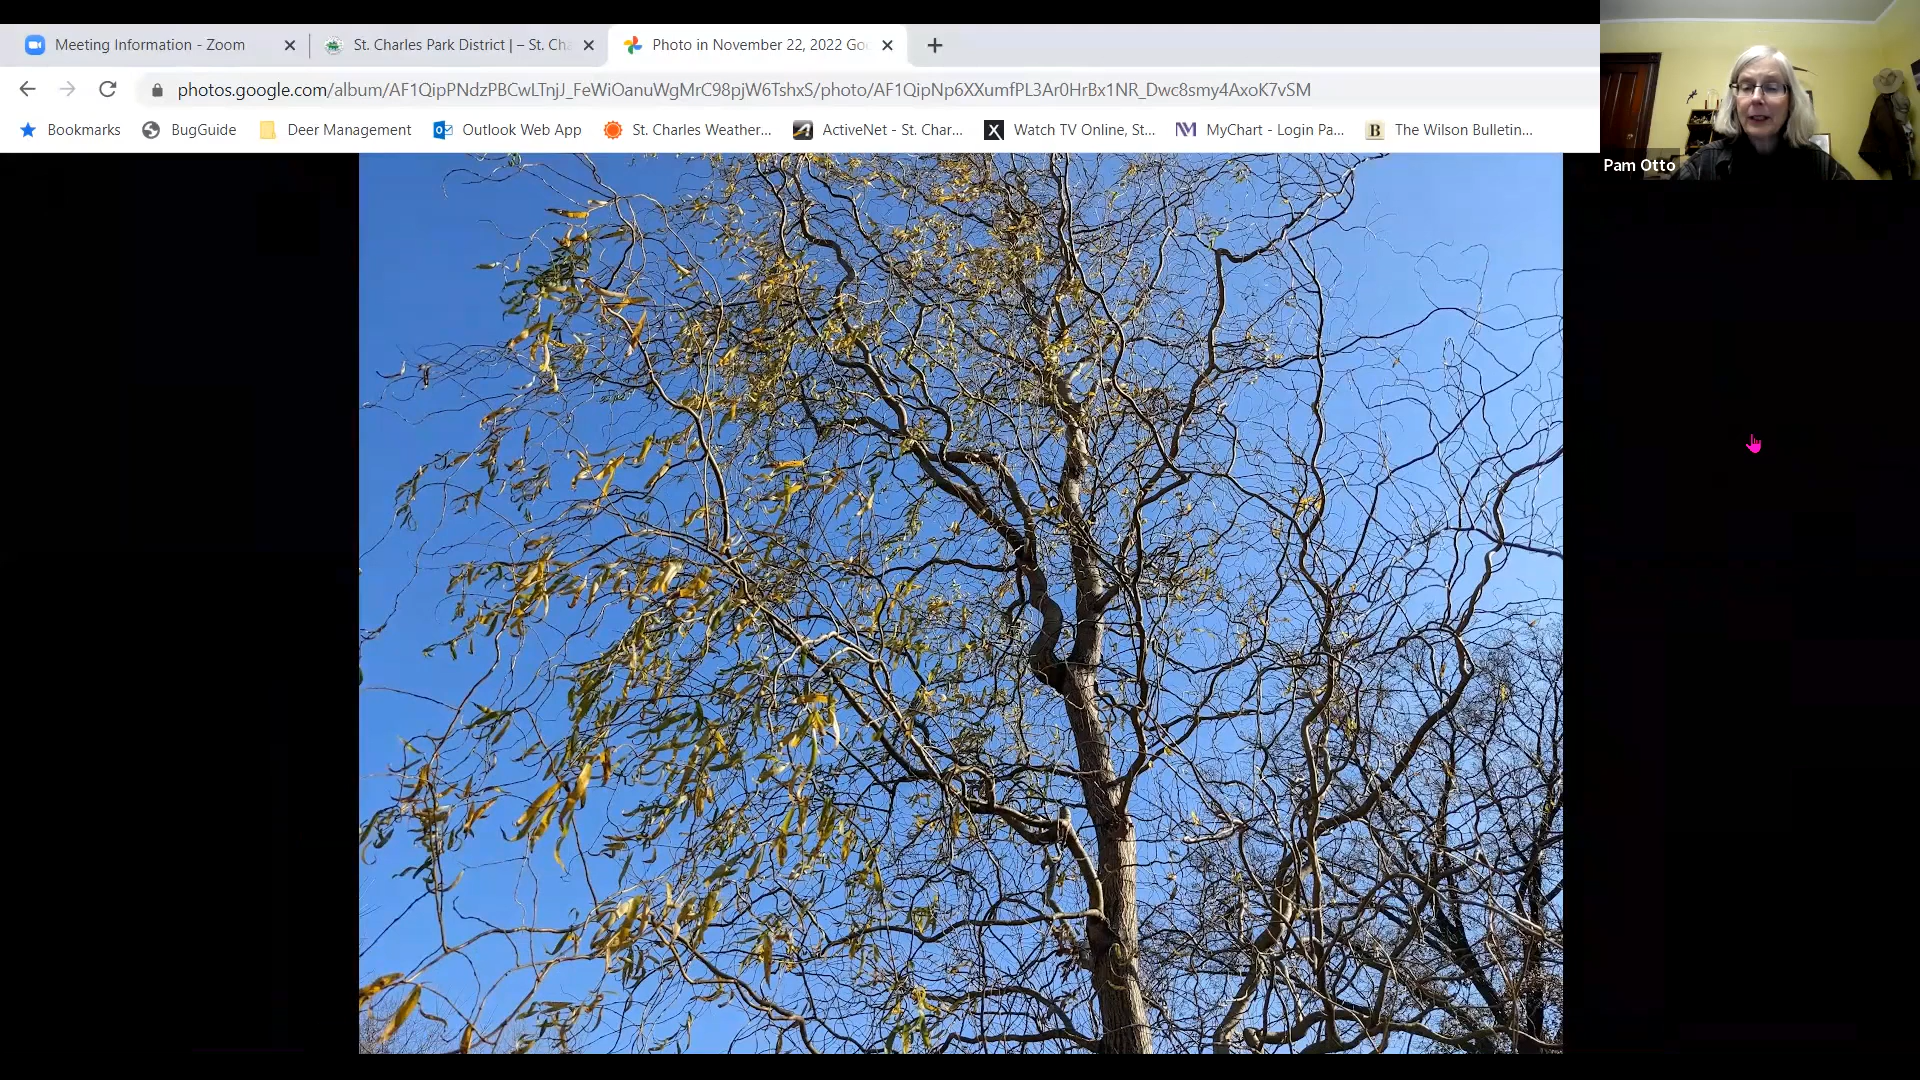 Meeting Information - Zoom
St. Charles Park District | – St. Ch
Photo in November 22, 2022 Go
photos.google.com/album/AF1QipPNdzPBCwLTnjJ_FeWiOanuWgMrC98pjW6TshxS/photo/AF1QipNp6XXumfPL3Ar0HrBx1NR_Dwc8smy4AxoK7vSM
Bookmarks
BugGuide
Deer Management
Outlook Web App
St. Charles Weather...
ActiveNet - St. Char...
X
Watch TV Online, St...
MyChart - Login Pa...
B
The Wilson Bulletin...
Pam Otto